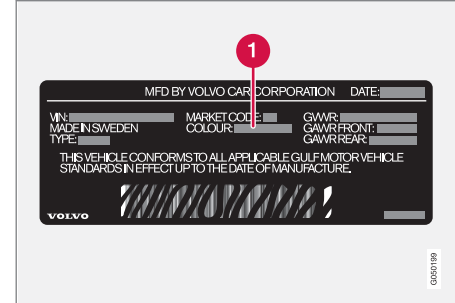 1
MFD BY VOLVO CAR CORPORATION DATE:
VIN: MARKET CODE: GVWR:
MADE IN SWEDEN COLOUR: GAWR FRONT:
TYPE: GAWR REAR:
THIS VEHICLE CONFORMS TO ALL APPLICABLE GULF MOTOR VEHICLE
STANDARDS IN EFFECT UP TO THE DATE OF MANUFACTURE.
VOLVO
G050199